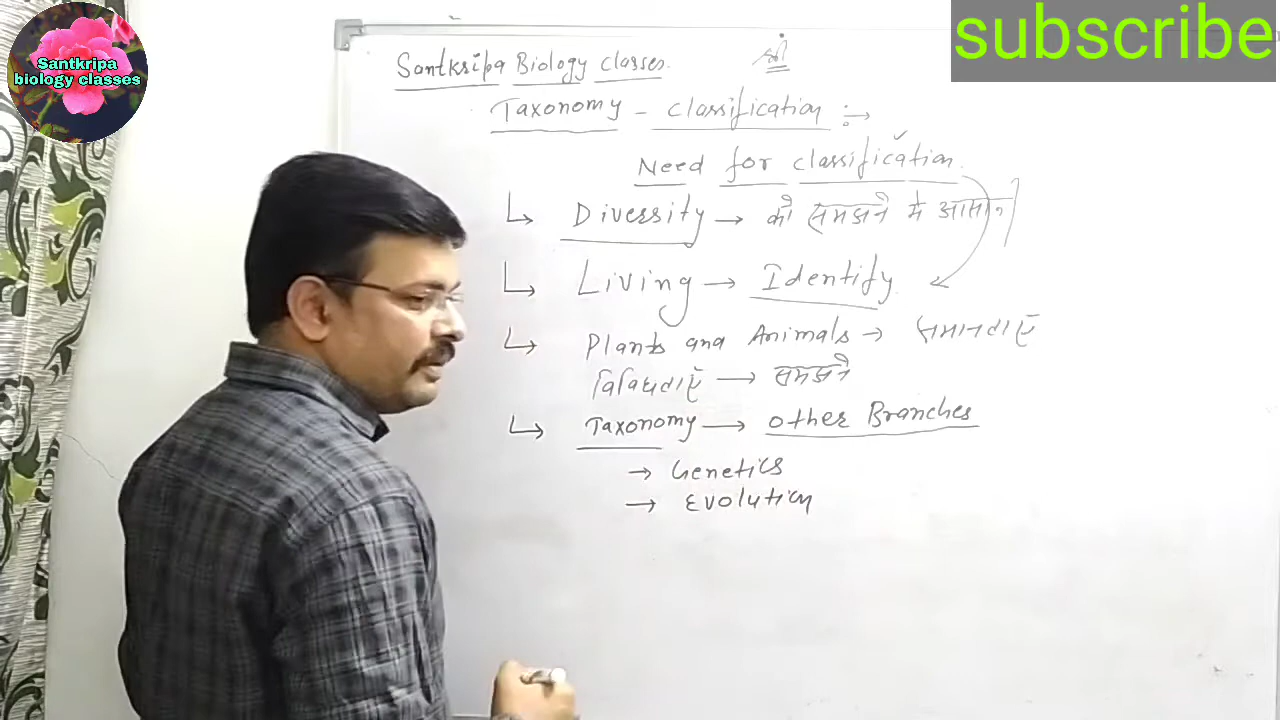 Santkripa
biology classes
subscribe
Santkripa Biology classes. श्री
Taxonomy - classification :→
Need for classification.
Diversity → को समझने में आसान
Living → Identify.
Plants and Animals → समानताएँ
विविधताएँ → समझने
Taxonomy → other Branches
→ Genetics
→ Evolution